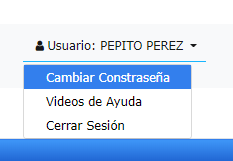 Usuario: PEPITO PEREZ
Cambiar Constraseña
Videos de Ayuda
Cerrar Sesión